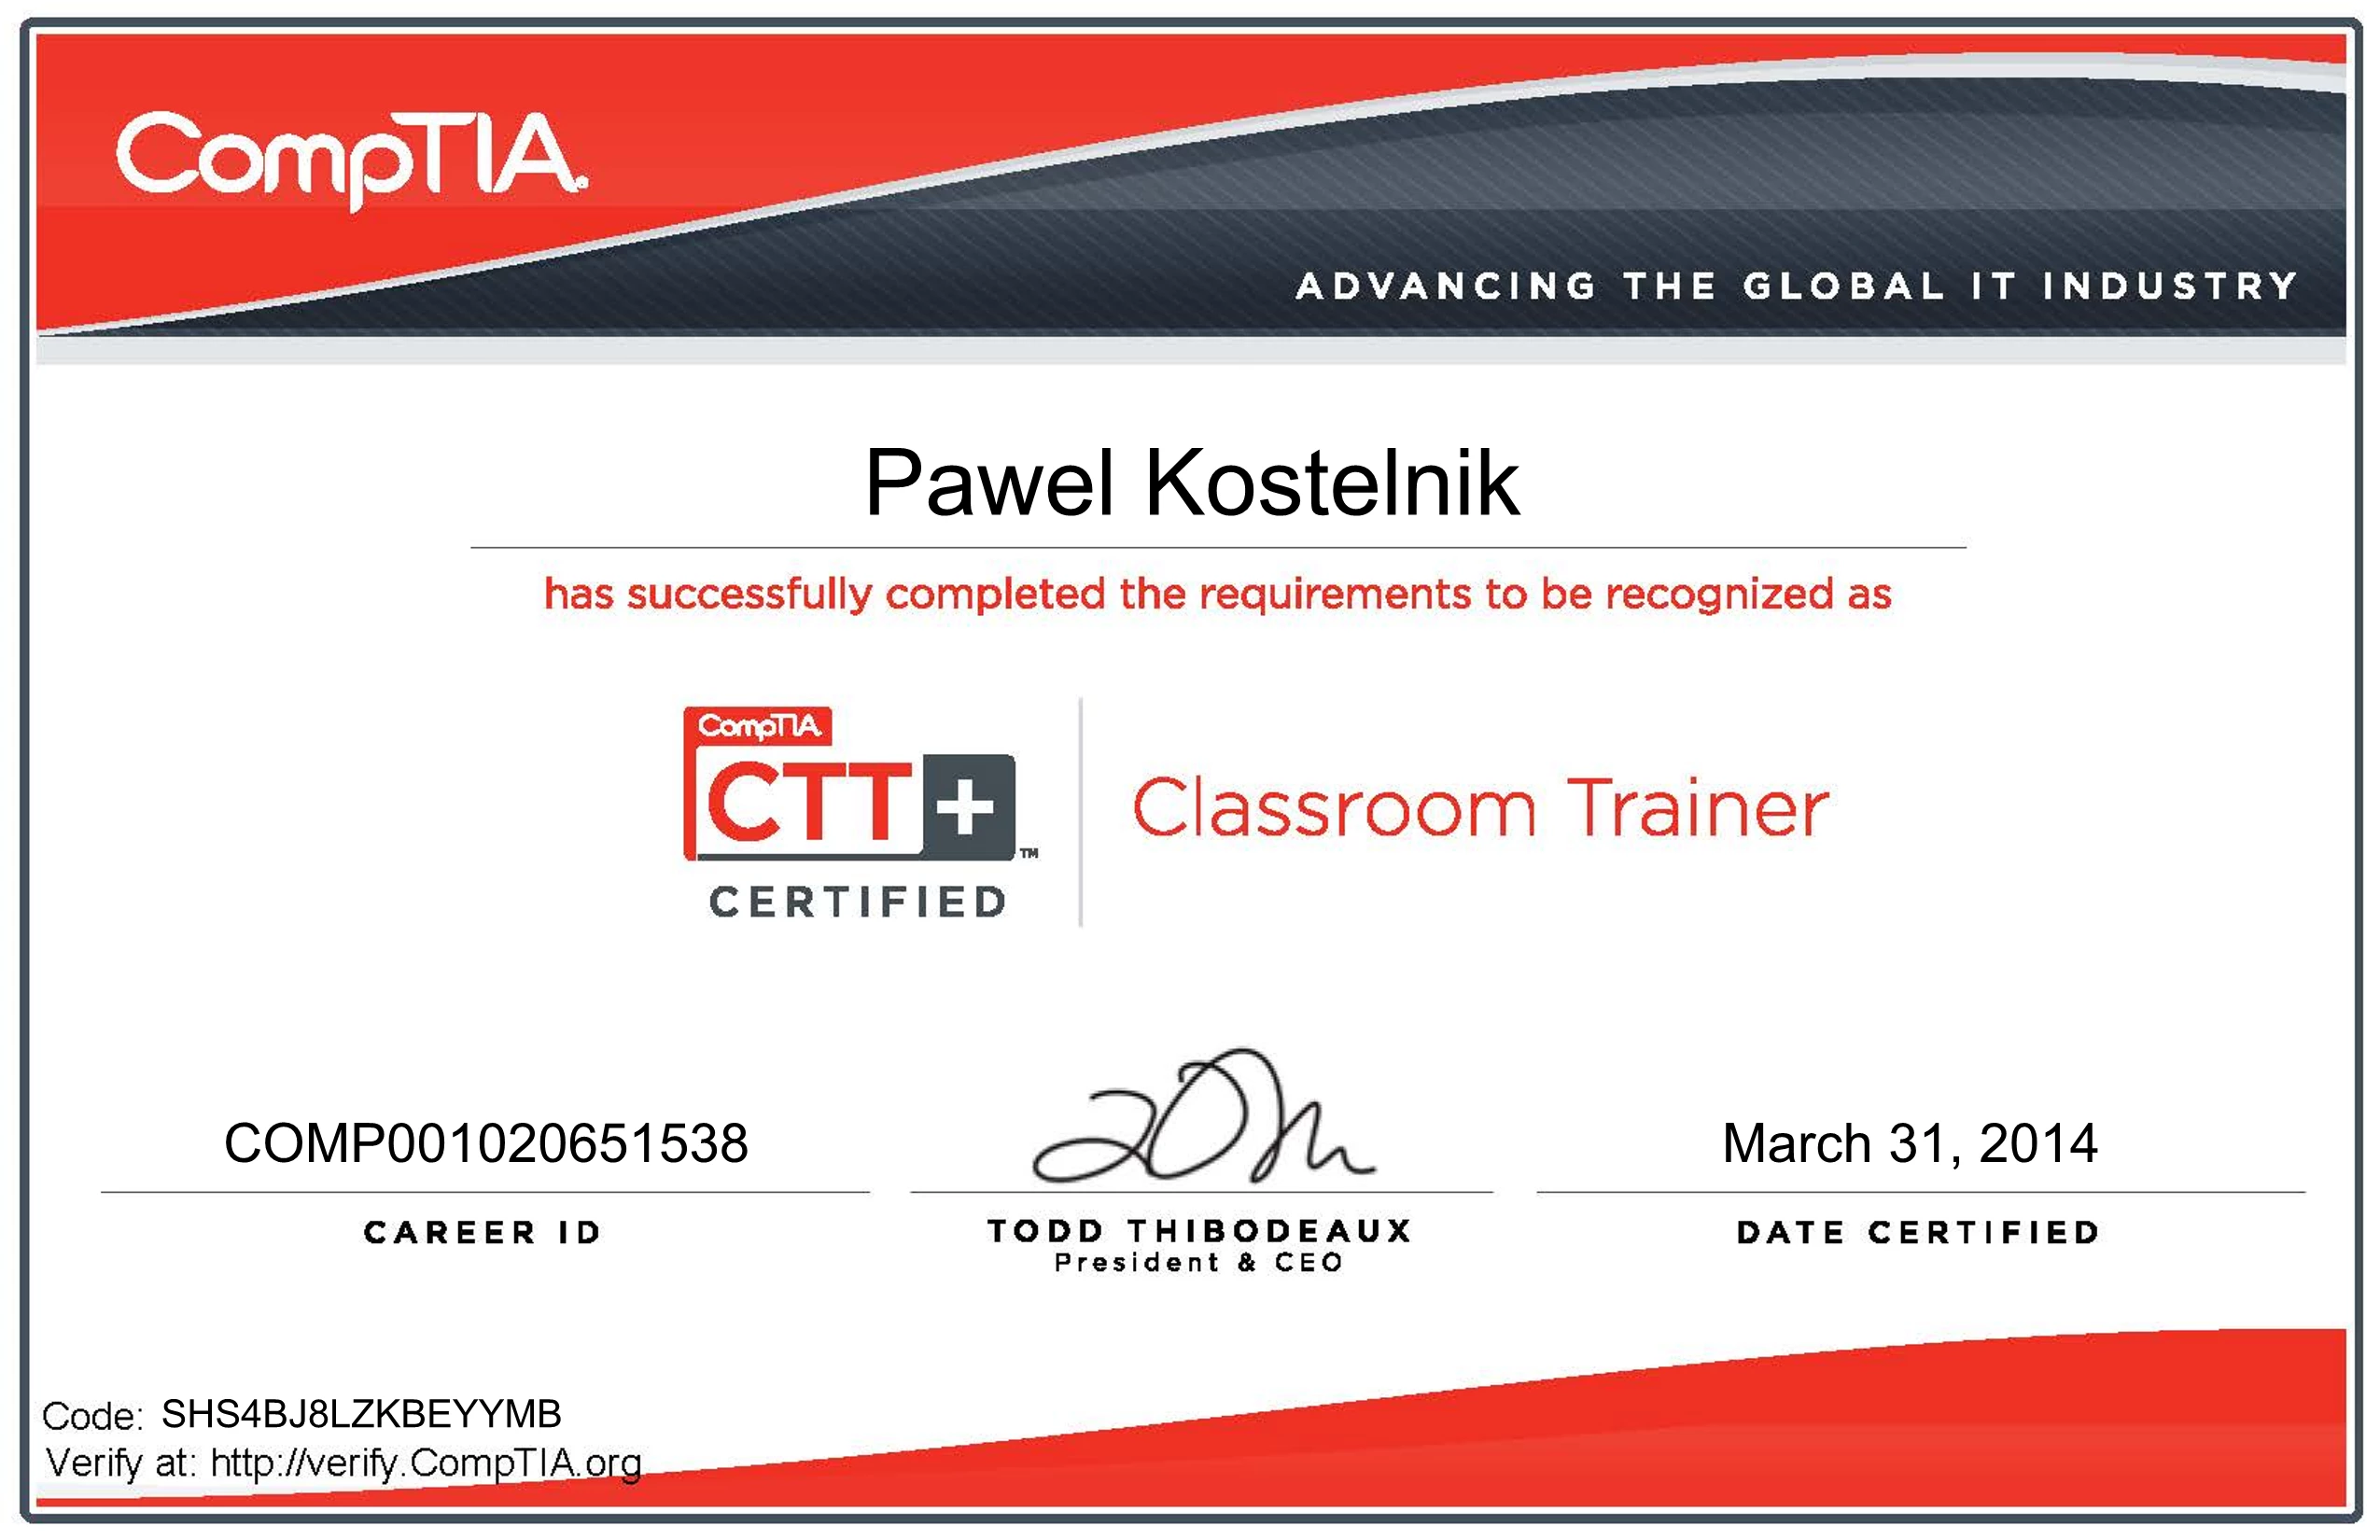 CompTIA.
ADVANCING THE GLOBAL IT INDUSTRY
Pawel Kostelnik
has successfully completed the requirements to be recognized as
CompTIA
CTT+ ™
CERTIFIED
Classroom Trainer
COMP001020651538
CAREER ID
TODD THIBODEAUX
President & CEO
March 31, 2014
DATE CERTIFIED
Code: SHS4BJ8LZKBEYYMB
Verify at: http://verify.CompTIA.org